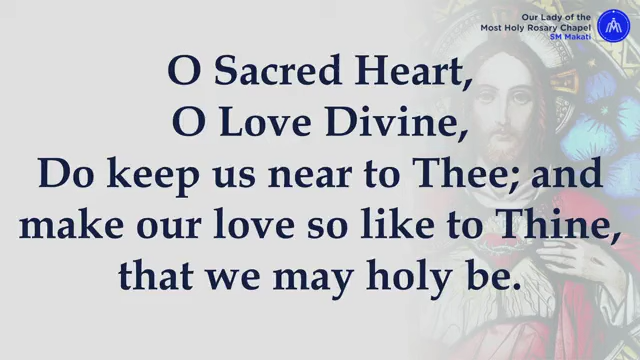 Our Lady of the
Most Holy Rosary Chapel
SM Makati
O Sacred Heart,
O Love Divine,
Do keep us near to Thee; and
make our love so like to Thine,
that we may holy be.